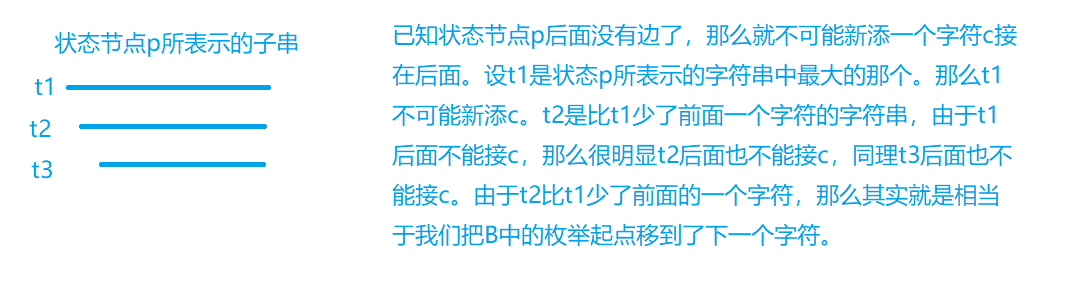 状态节点p所表示的子串
t1
t2
t3
已知状态节点p后面没有边了，那么就不可能新添一个字符c接
在后面。设t1是状态p所表示的字符串中最大的那个。那么t1
不可能新添c。t2是比t1少了前面一个字符的字符串，由于t1
后面不能接c，那么很明显t2后面也不能接c，同理t3后面也不
能接c。由于t2比t1少了前面的一个字符，那么其实就是相当
于我们把B中的枚举起点移到了下一个字符。